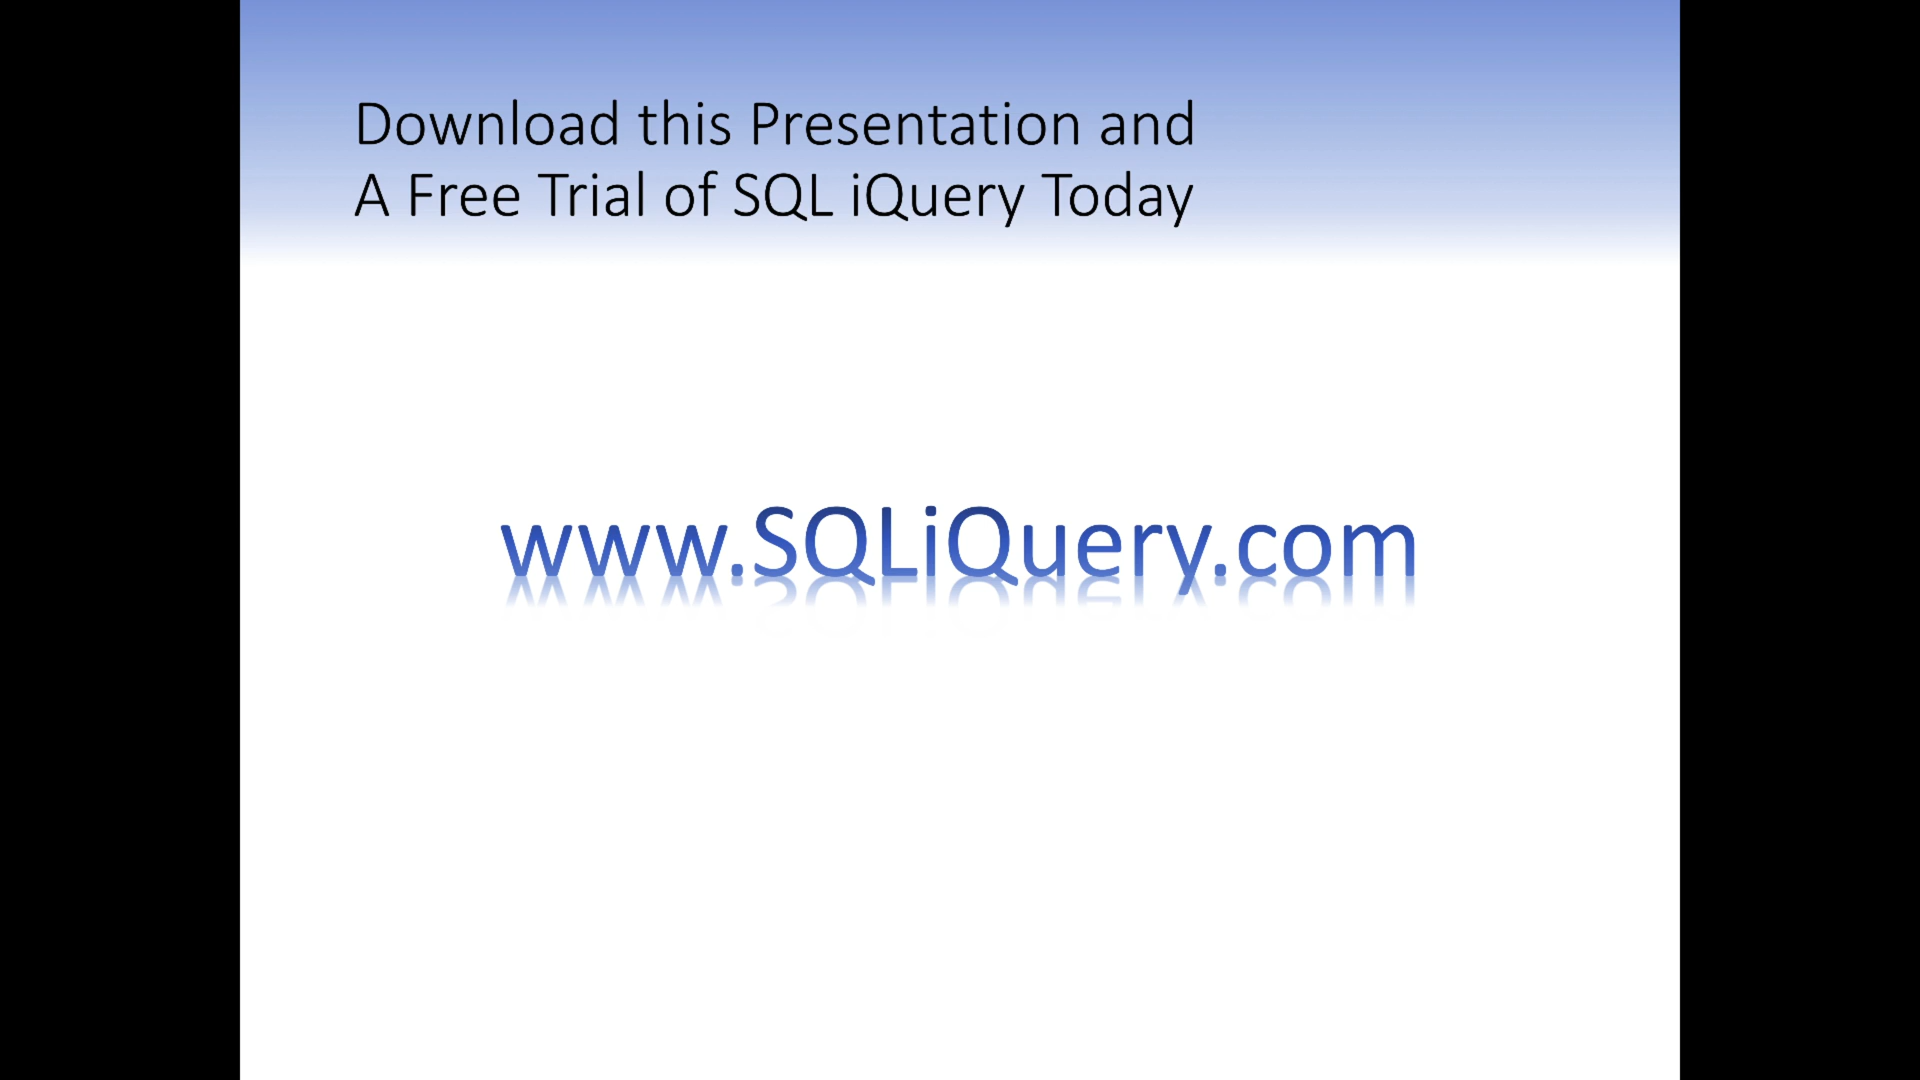 Download this Presentation and
A Free Trial of SQL iQuery Today
www.SQLiQuery.com